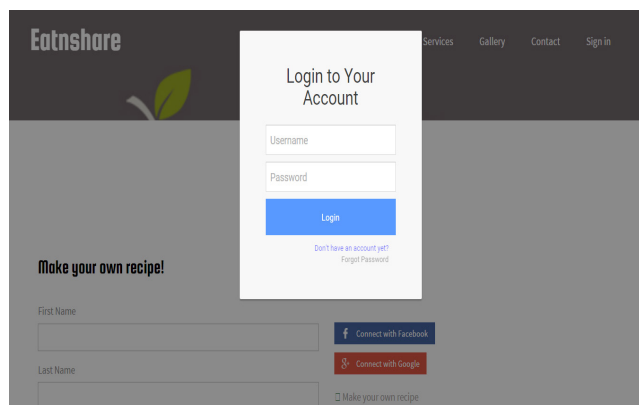 Eatnshare
Services Gallery Contact Sign in
Login to Your
Account
Username
Password
Login
Don't have an account yet?
Forgot Password
Make your own recipe!
First Name
Connect with Facebook
Connect with Google
Last Name
Make your own recipe